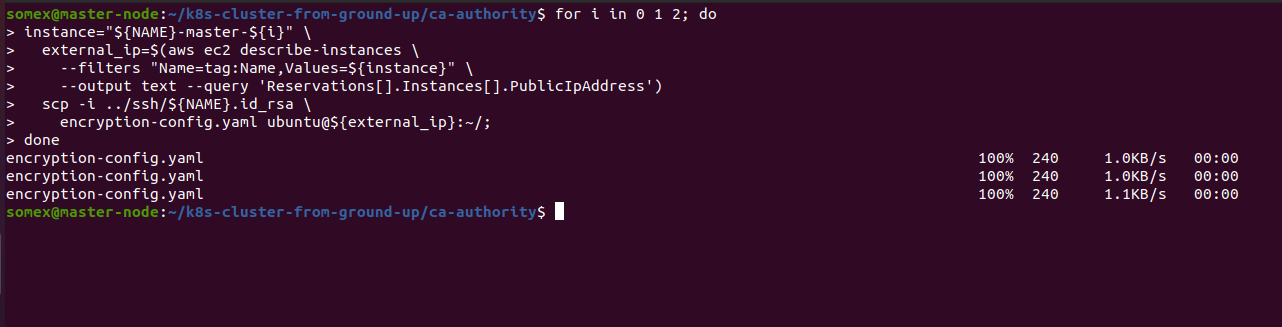 somex@master-node:~/k8s-cluster-from-ground-up/ca-authority$ for i in 0 1 2; do
> instance="${NAME}-master-${i}" \
>   external_ip=$(aws ec2 describe-instances \
>     --filters "Name=tag:Name,Values=${instance}" \
>     --output text --query 'Reservations[].Instances[].PublicIpAddress')
>   scp -i ../ssh/${NAME}.id_rsa \
>     encryption-config.yaml ubuntu@${external_ip}:~/;
> done
encryption-config.yaml 100% 240 1.0KB/s 00:00
encryption-config.yaml 100% 240 1.0KB/s 00:00
encryption-config.yaml 100% 240 1.1KB/s 00:00
somex@master-node:~/k8s-cluster-from-ground-up/ca-authority$